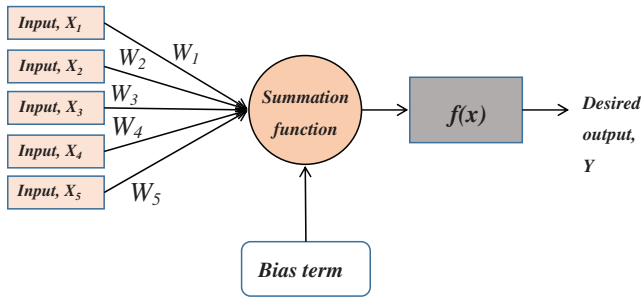 Input, X₁
Input, X₂
Input, X₃
Input, X₄
Input, X₅
W₁
W₂
W₃
W₄
W₅
Summation
function
f(x)
Desired
output,
Y
Bias term